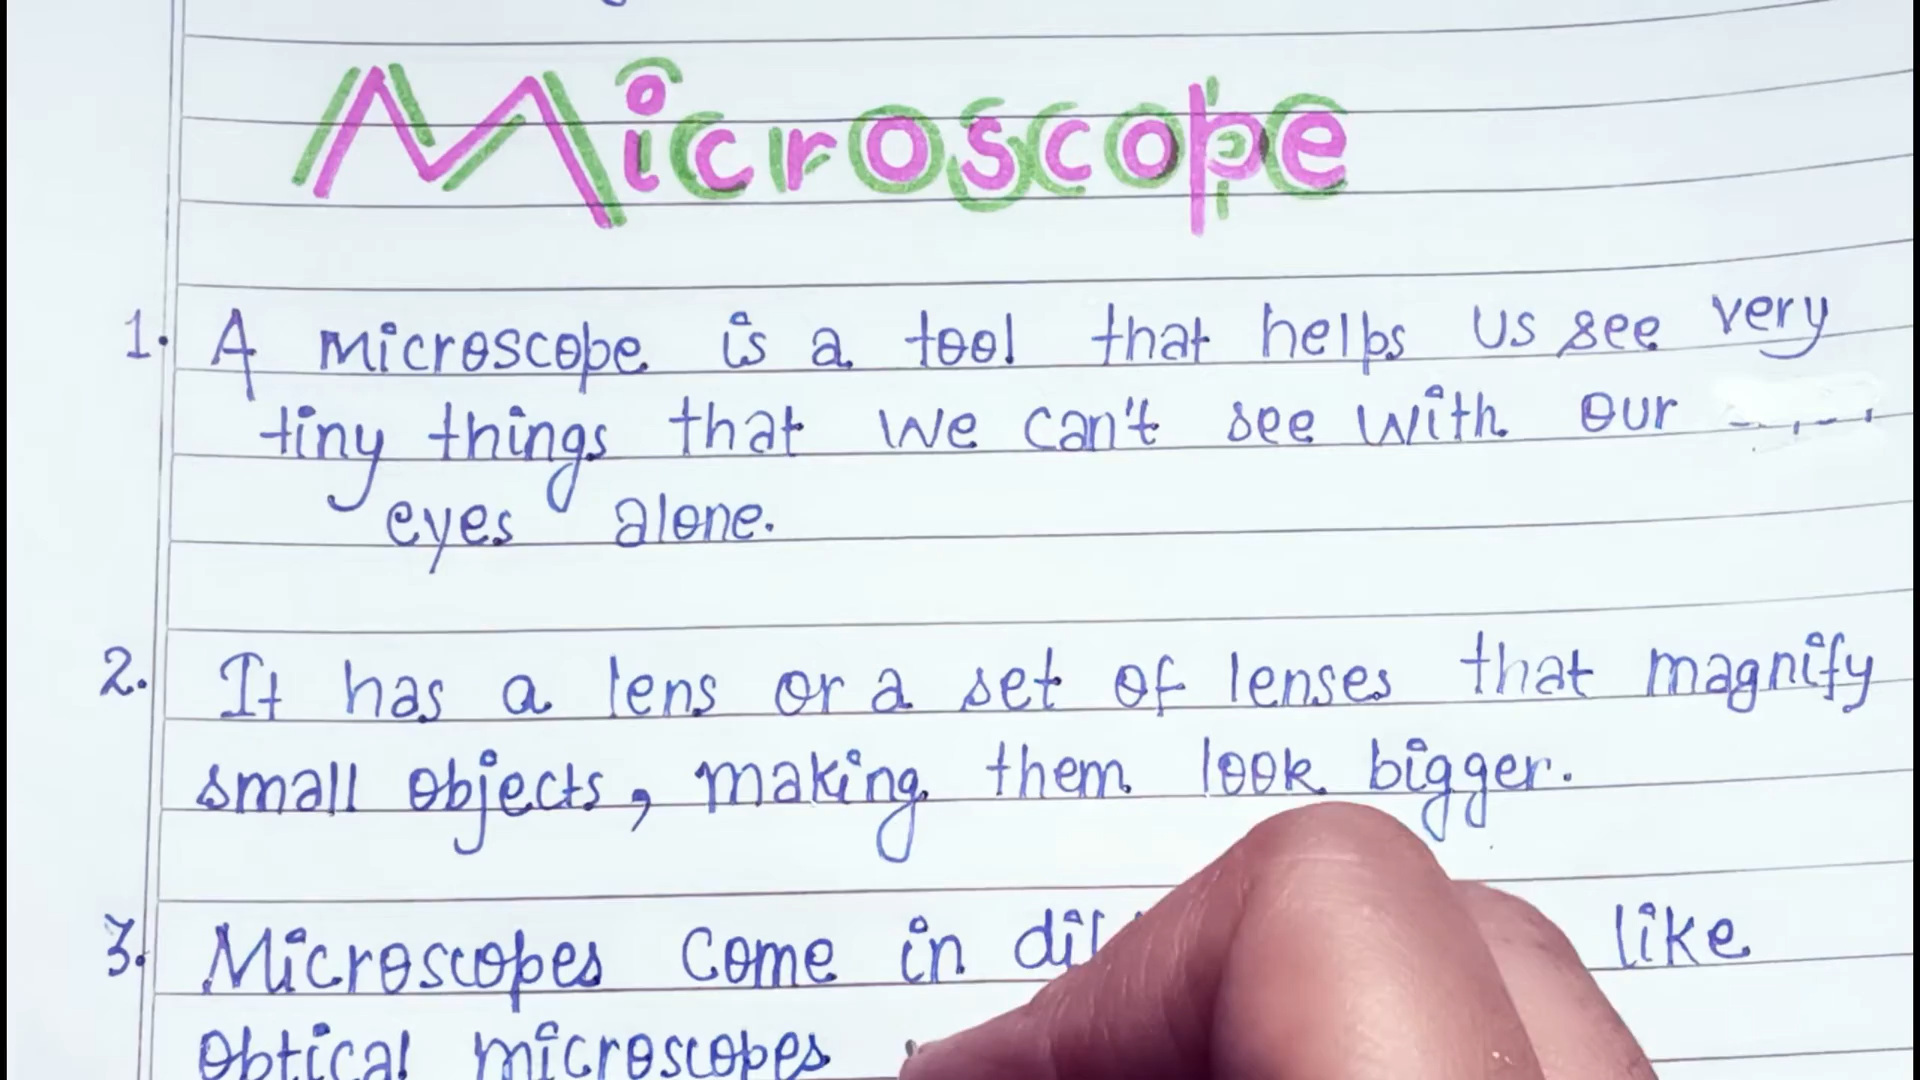 Microscope
1. A microscope is a tool that helps us see very
tiny things that we can't see with our
eyes alone.
2. It has a lens or a set of lenses that magnify
small objects, making them look bigger.
3. Microscopes come in like
optical microscopes